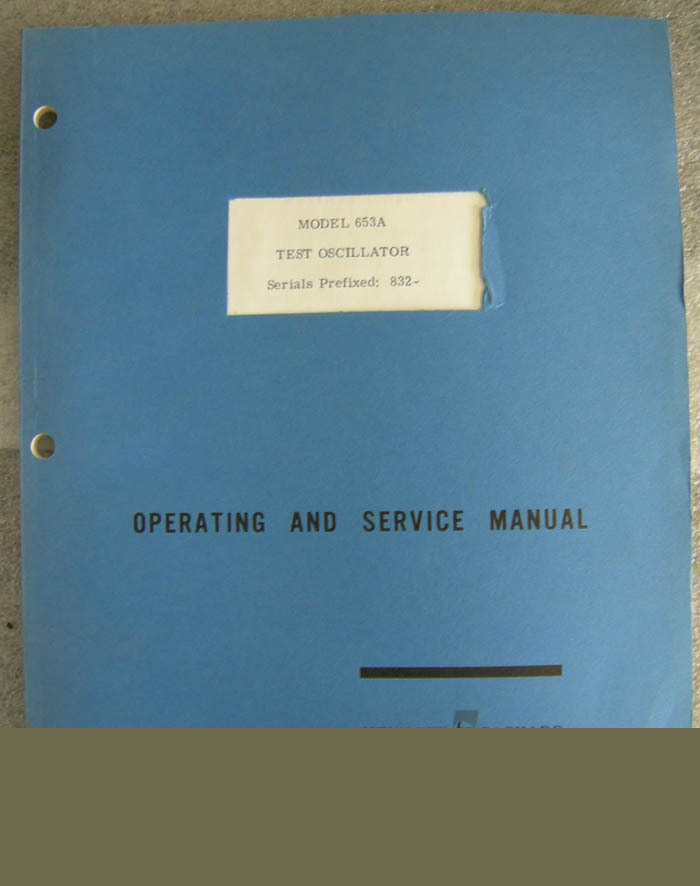 MODEL 653A
TEST OSCILLATOR
Serials Prefixed: 832-
OPERATING AND SERVICE MANUAL